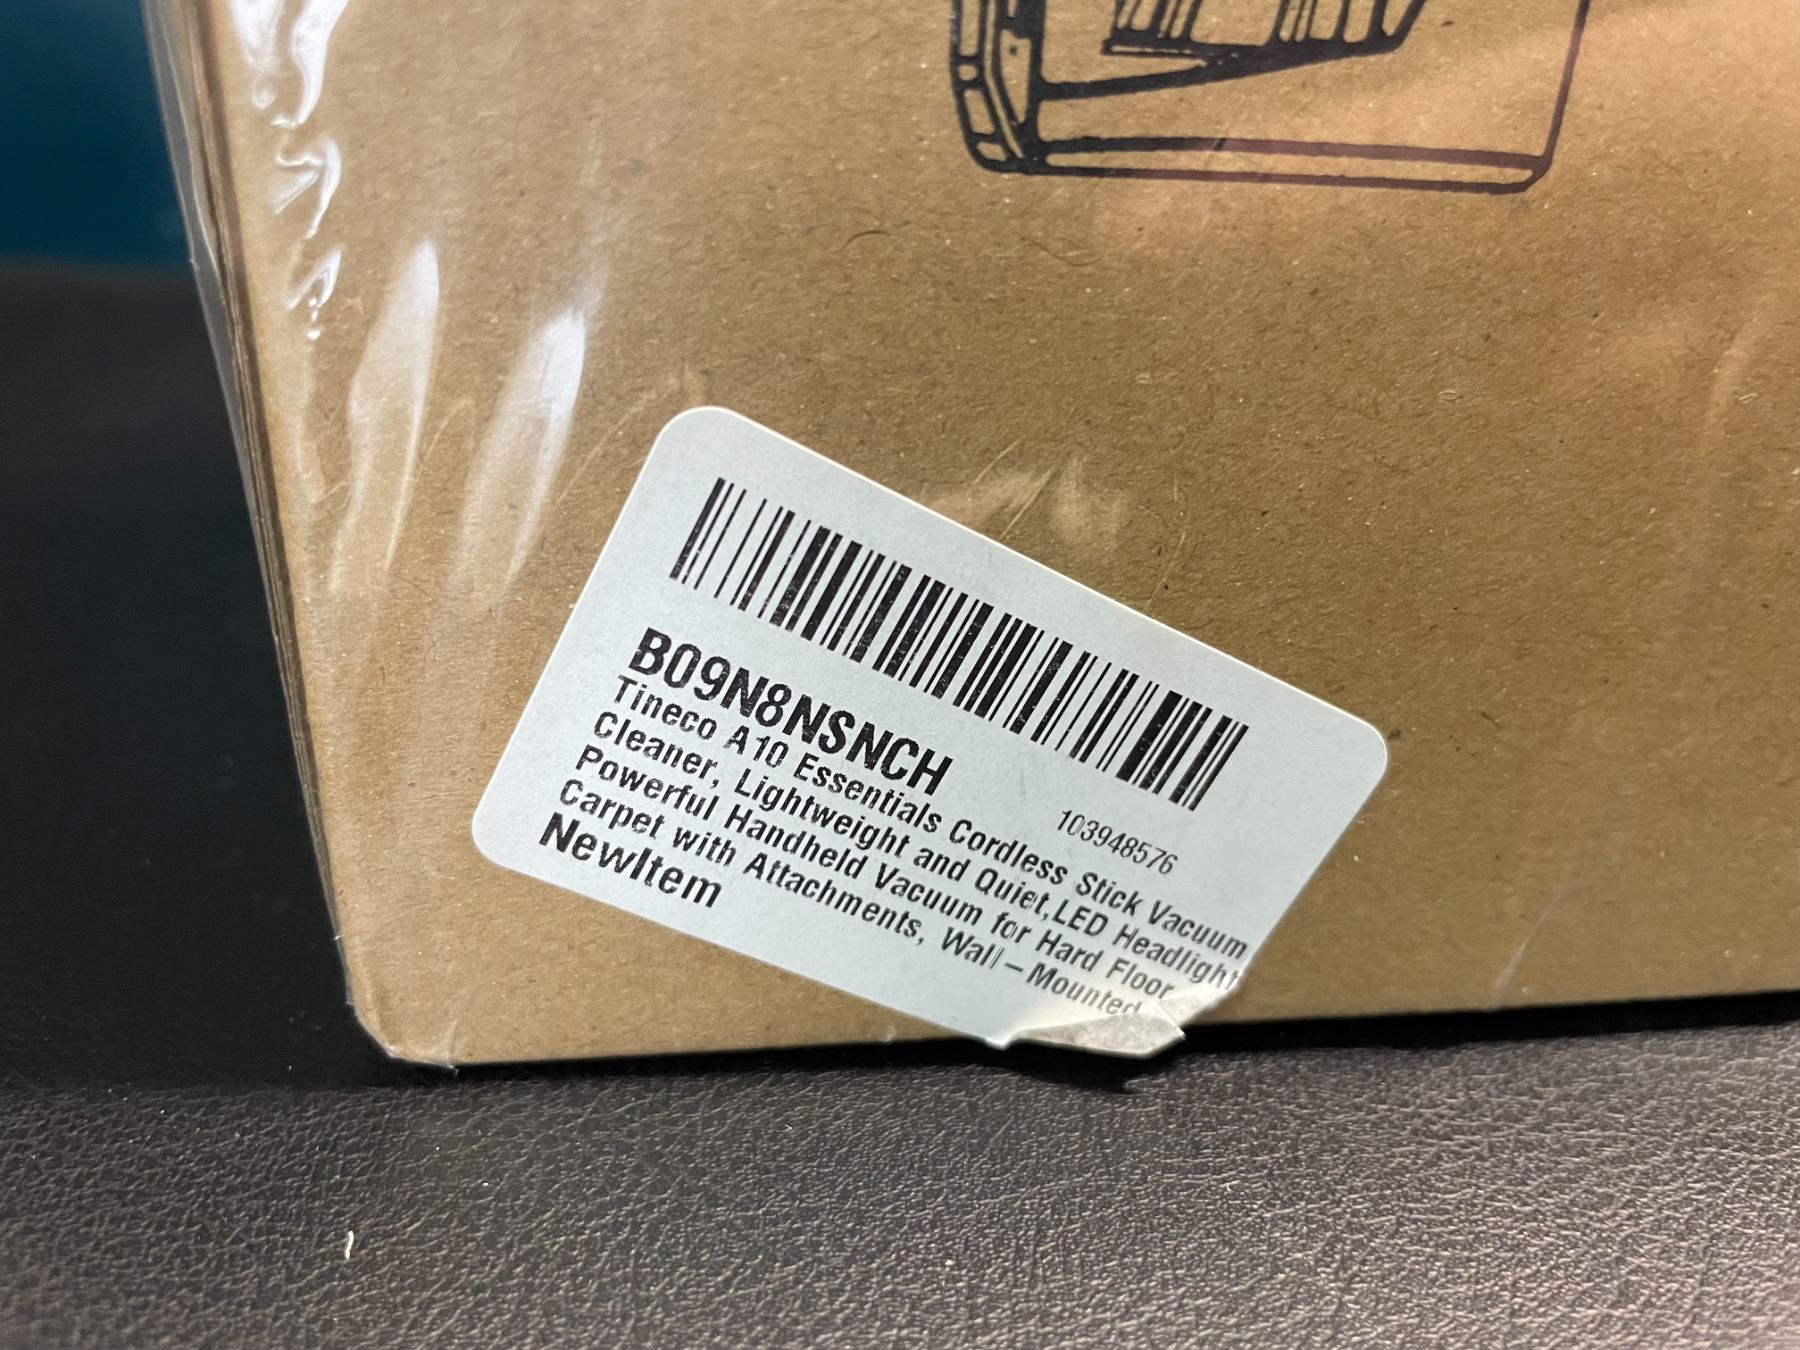 B09N8NSNCH
103948576
Tineco A10 Essentials Cordless Stick Vacuum
Cleaner, Lightweight and Quiet,LED Headlight
Powerful Handheld Vacuum for Hard Floor
Carpet with Attachments, Wall-Mounted
NewItem